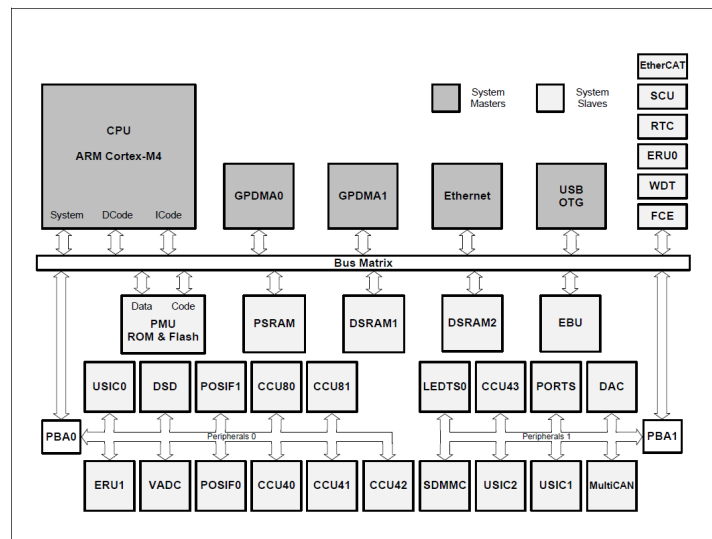 EtherCAT
System
Masters
System
Slaves
SCU
CPU
ARM Cortex-M4
RTC
ERU0
GPDMA0
GPDMA1
Ethernet
USB
OTG
WDT
System DCode ICode
FCE
Bus Matrix
Data Code
PMU
ROM & Flash
PSRAM
DSRAM1
DSRAM2
EBU
USIC0
DSD
POSIF1
CCU80
CCU81
LEDTS0
CCU43
PORTS
DAC
PBA0
Peripherals 0
Peripherals 1
PBA1
ERU1
VADC
POSIF0
CCU40
CCU41
CCU42
SDMMC
USIC2
USIC1
MultiCAN